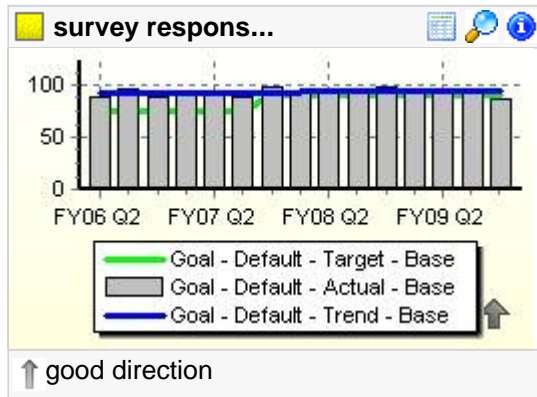 survey respons...
100
50
0
FY06 Q2 FY07 Q2 FY08 Q2 FY09 Q2
Goal - Default - Target - Base
Goal - Default - Actual - Base
Goal - Default - Trend - Base
good direction